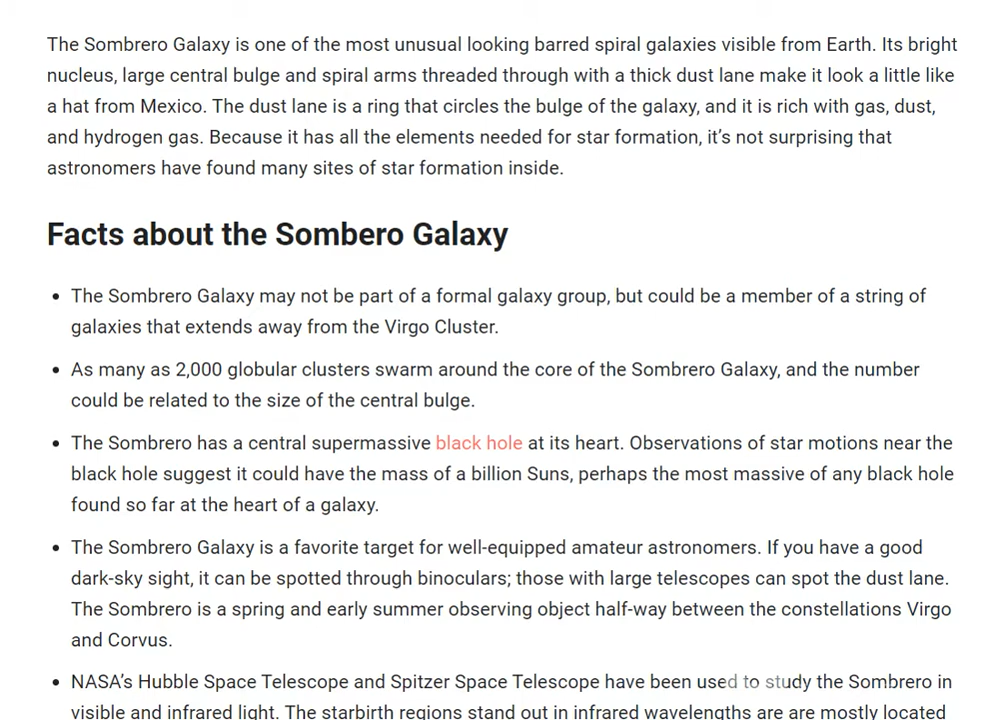 The Sombrero Galaxy is one of the most unusual looking barred spiral galaxies visible from Earth. Its bright
nucleus, large central bulge and spiral arms threaded through with a thick dust lane make it look a little like
a hat from Mexico. The dust lane is a ring that circles the bulge of the galaxy, and it is rich with gas, dust,
and hydrogen gas. Because it has all the elements needed for star formation, it’s not surprising that
astronomers have found many sites of star formation inside.
Facts about the Sombero Galaxy
• The Sombrero Galaxy may not be part of a formal galaxy group, but could be a member of a string of
galaxies that extends away from the Virgo Cluster.
• As many as 2,000 globular clusters swarm around the core of the Sombrero Galaxy, and the number
could be related to the size of the central bulge.
• The Sombrero has a central supermassive black hole at its heart. Observations of star motions near the
black hole suggest it could have the mass of a billion Suns, perhaps the most massive of any black hole
found so far at the heart of a galaxy.
• The Sombrero Galaxy is a favorite target for well-equipped amateur astronomers. If you have a good
dark-sky sight, it can be spotted through binoculars; those with large telescopes can spot the dust lane.
The Sombrero is a spring and early summer observing object half-way between the constellations Virgo
and Corvus.
• NASA’s Hubble Space Telescope and Spitzer Space Telescope have been used to study the Sombrero in
visible and infrared light. The starbirth regions stand out in infrared wavelengths are are mostly located